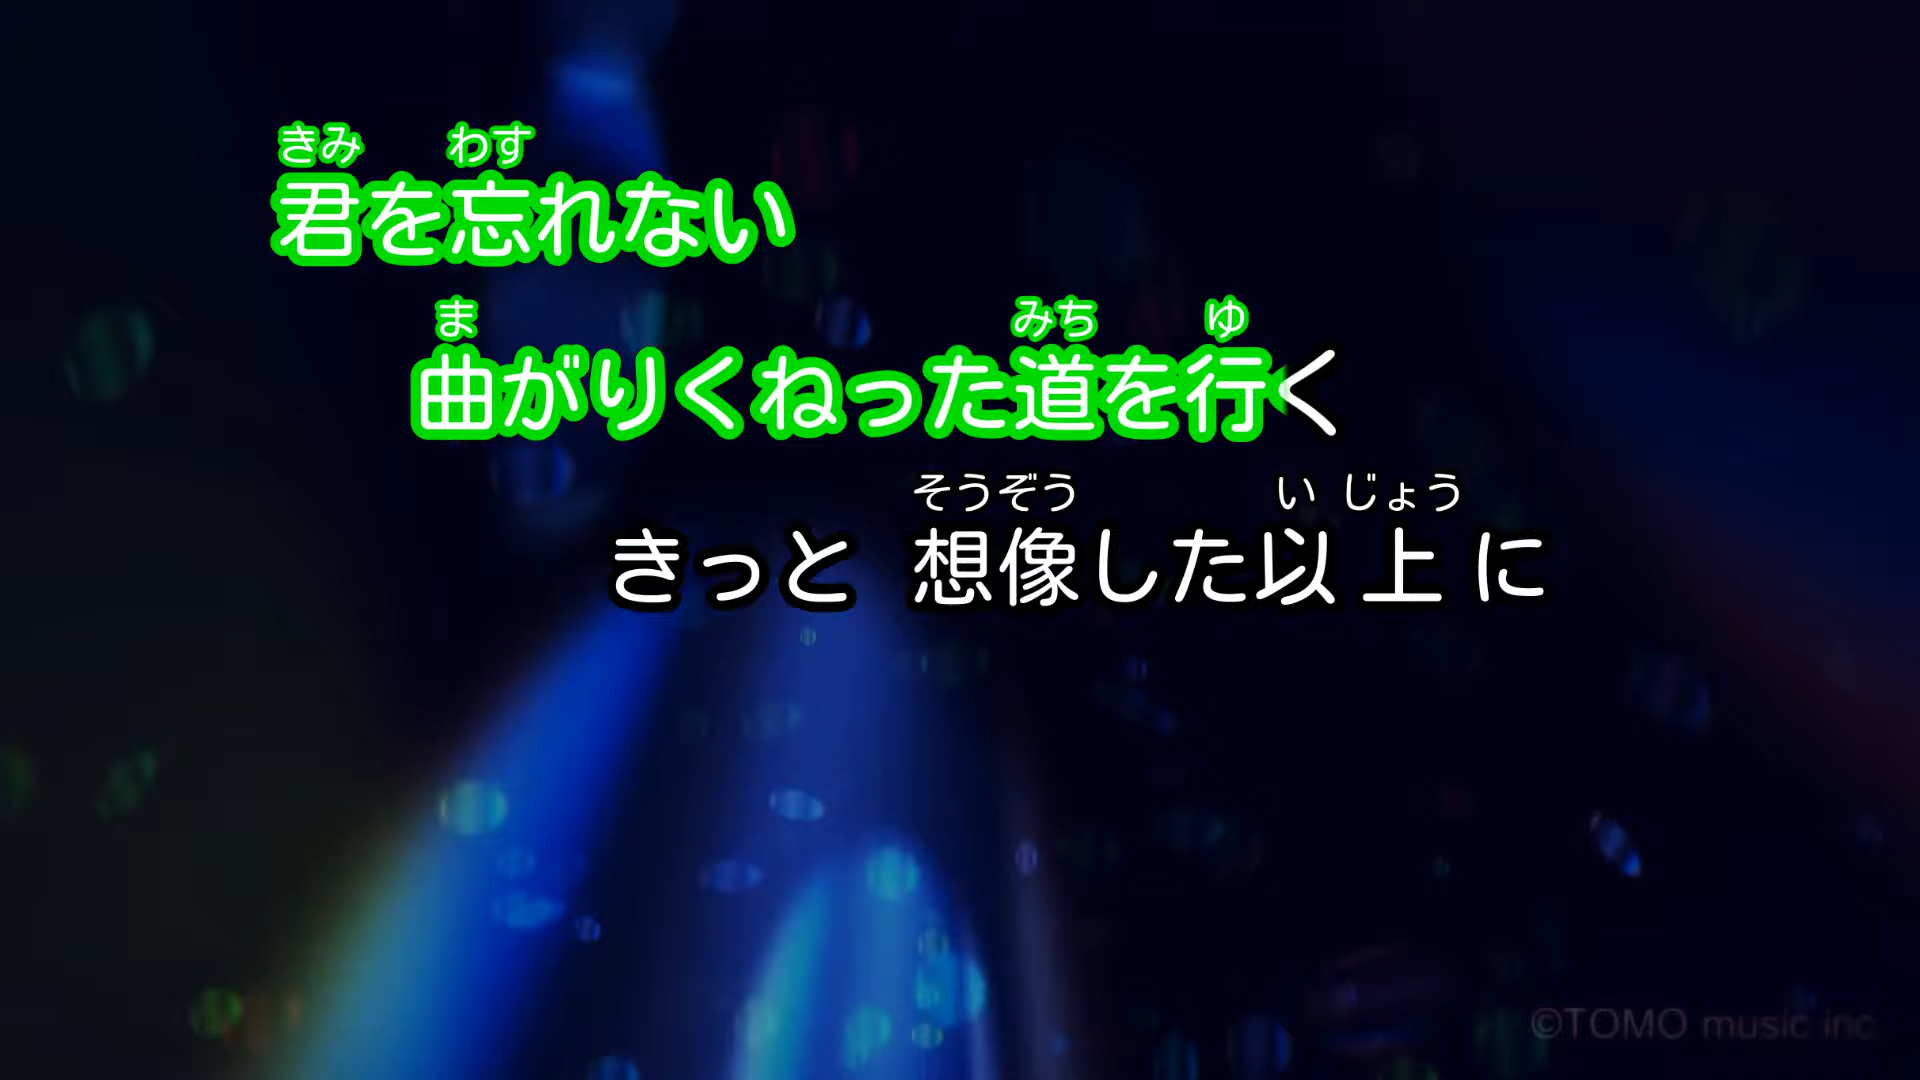 きみ わす
君を忘れない
ま みち ゆ
曲がりくねった道を行く
そうぞう い じょう
きっと 想像した以上に
©TOMO music inc